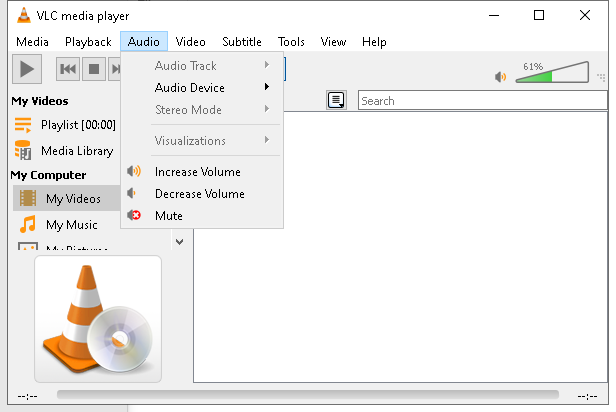 VLC media player
Media Playback Audio Video Subtitle Tools View Help
61%
Audio Track
Audio Device
Stereo Mode
Visualizations
Increase Volume
Decrease Volume
Mute
Search
My Videos
Playlist [00:00]
Media Library
My Computer
My Videos
My Music
My Pictures
--:-- --:--